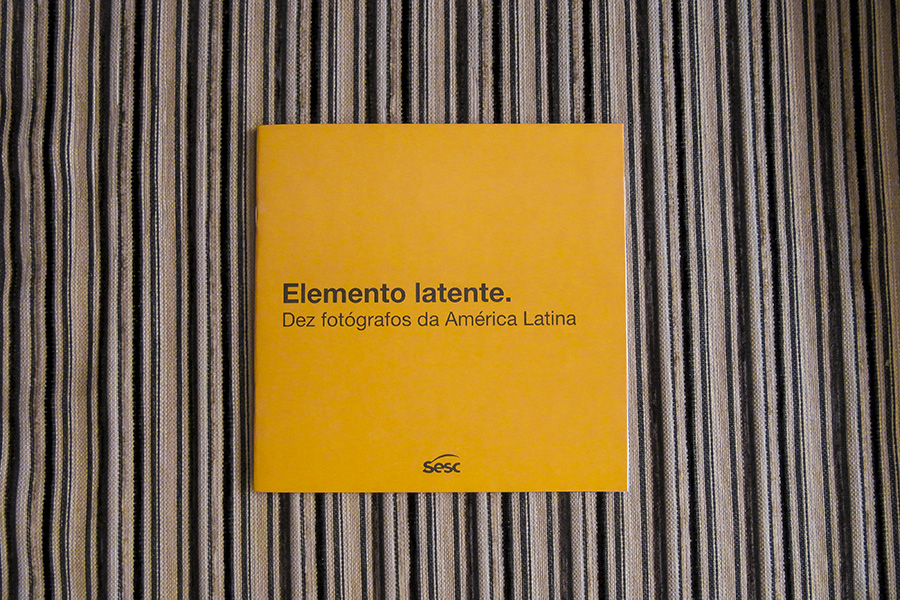 Elemento latente.
Dez fotógrafos da América Latina
Sesc